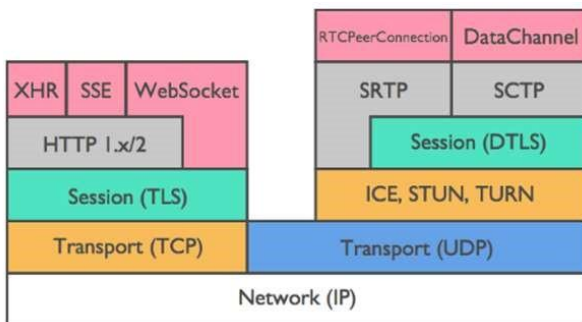 RTCPeerConnection DataChannel
XHR SSE WebSocket SRTP SCTP
HTTP 1.x/2 Session (DTLS)
Session (TLS) ICE, STUN, TURN
Transport (TCP) Transport (UDP)
Network (IP)